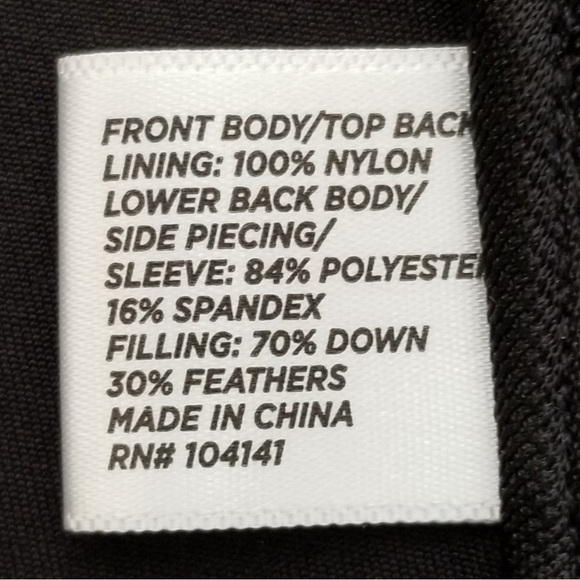 FRONT BODY/TOP BACK
LINING: 100% NYLON
LOWER BACK BODY/
SIDE PIECING/
SLEEVE: 84% POLYESTER
16% SPANDEX
FILLING: 70% DOWN
30% FEATHERS
MADE IN CHINA
RN# 104141